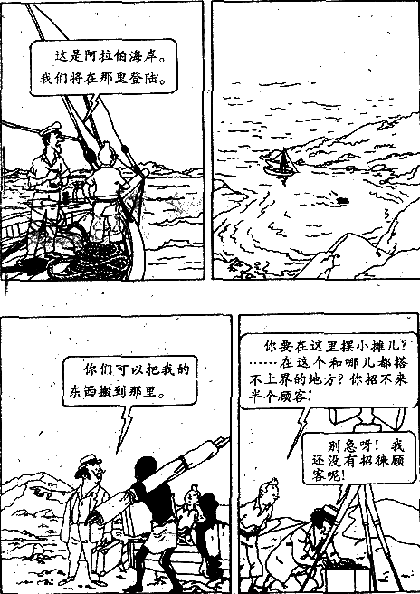 这是阿拉伯海岸。
我们将在那里登陆。
你们可以把我的
东西搬到那里。
你要在这里摆小摊儿?
……在这个和哪儿都搭
不上界的地方?你招不来
半个顾客!
别急呀! 我
还没有招徕顾
客呢!